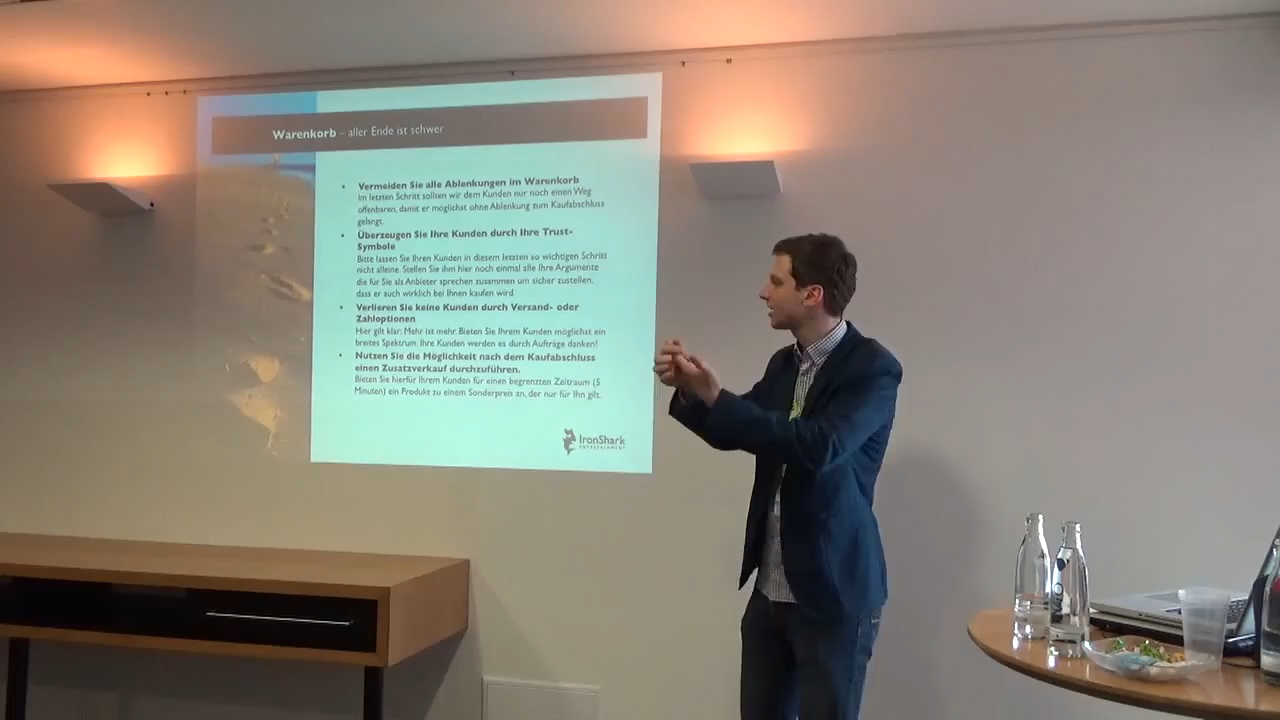 Warenkorb – aller Ende ist schwer
• Vermeiden Sie alle Ablenkungen im Warenkorb
Im letzten Schritt sollten wir dem Kunden nur noch einen Weg
offenbaren, damit er möglichst ohne Ablenkung zum Kaufabschluss
gelangt.
• Überzeugen Sie Ihre Kunden durch Ihre Trust-
Symbole
Bitte lassen Sie Ihren Kunden in diesem letzten so wichtigen Schritt
nicht alleine. Stellen Sie ihm hier noch einmal alle Ihre Argumente
die für Sie als Anbieter sprechen zusammen um sicher zustellen,
dass er auch wirklich bei Ihnen kaufen wird
• Verlieren Sie keine Kunden durch Versand- oder
Zahloptionen
Hier gilt klar: Mehr ist mehr. Bieten Sie Ihrem Kunden möglichst ein
breites Spektrum. Ihre Kunden werden es durch Aufträge danken!
• Nutzen Sie die Möglichkeit nach dem Kaufabschluss
einen Zusatzverkauf durchzuführen.
Bieten Sie hierfür Ihrem Kunden für einen begrenzten Zeitraum (5
Minuten) ein Produkt zu einem Sonderpreis an, der nur für Ihn gilt.
IronShark
ENTERTAINMENT